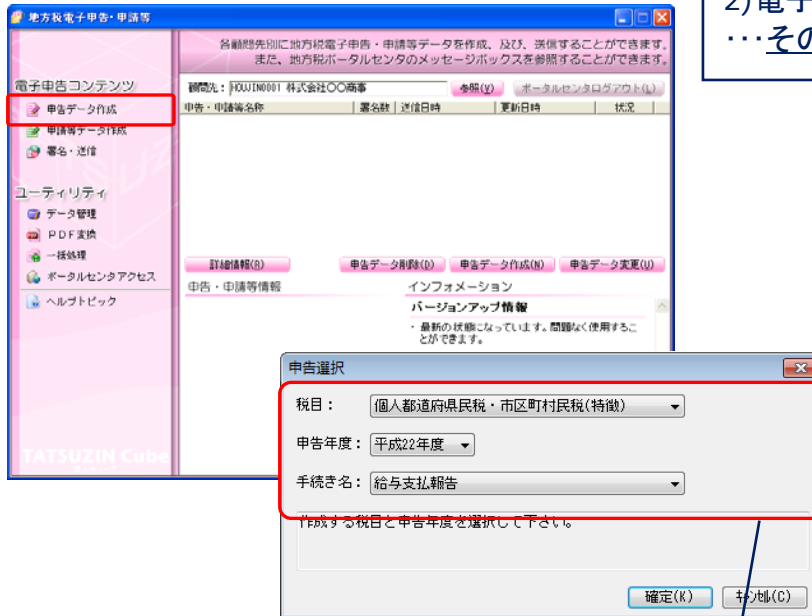 地方税電子申告・申請等
各顧問先別に地方税電子申告・申請等データを作成、及び、送信することができます。
また、地方税ポータルセンタのメッセージボックスを参照することができます。
2)電子
・・・その
電子申告コンテンツ
申告データ作成
申請等データ作成
署名・送信
ユーティリティ
データ管理
PDF変換
一括処理
ポータルセンタアクセス
ヘルプトピック
顧問先： HOUJIN0001 株式会社〇〇商事 参照(V) ポータルセンタログアウト(L)
申告・申請等名称 署名数 送信日時 更新日時 状況
詳細情報(R) 申告データ削除(D) 申告データ作成(N) 申告データ変更(U)
申告・申請等情報 インフォメーション
バージョンアップ情報
・最新の状態になっています。問題なく使用するこ
とができます。
TATSUZIN Cube
申告選択
税目： 個人都道府県民税・市区町村民税(特徴)
申告年度： 平成22年度
手続き名： 給与支払報告
作成する税目と申告年度を選択して下さい。
確定(K) ｷｬﾝｾﾙ(C)